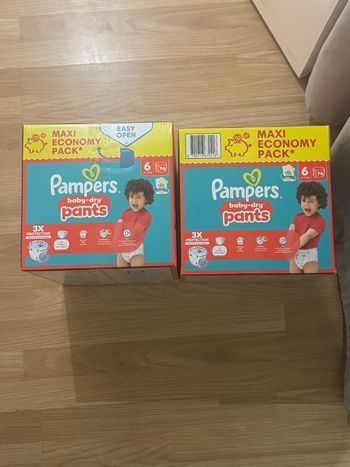 MAXI
ECONOMY
PACK*
EASY
OPEN
6
74
Pampers
baby-dry
pants
3X
PROTECTION
MAXI
ECONOMY
PACK*
6
74
Pampers
baby-dry
pants
3X
PROTECTION